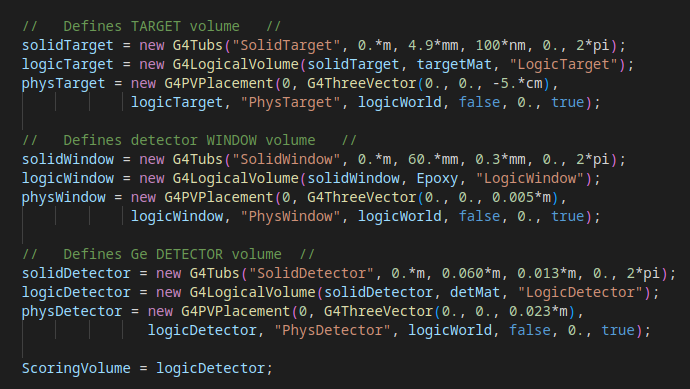 //   Defines TARGET volume   //
solidTarget = new G4Tubs("SolidTarget", 0.*m, 4.9*mm, 100*nm, 0., 2*pi);
logicTarget = new G4LogicalVolume(solidTarget, targetMat, "LogicTarget");
physTarget = new G4PVPlacement(0, G4ThreeVector(0., 0., -5.*cm),
logicTarget, "PhysTarget", logicWorld, false, 0., true);
//   Defines detector WINDOW volume   //
solidWindow = new G4Tubs("SolidWindow", 0.*m, 60.*mm, 0.3*mm, 0., 2*pi);
logicWindow = new G4LogicalVolume(solidWindow, Epoxy, "LogicWindow");
physWindow = new G4PVPlacement(0, G4ThreeVector(0., 0., 0.005*m),
logicWindow, "PhysWindow", logicWorld, false, 0., true);
//   Defines Ge DETECTOR volume  //
solidDetector = new G4Tubs("SolidDetector", 0.*m, 0.060*m, 0.013*m, 0., 2*pi);
logicDetector = new G4LogicalVolume(solidDetector, detMat, "LogicDetector");
physDetector = new G4PVPlacement(0, G4ThreeVector(0., 0., 0.023*m),
logicDetector, "PhysDetector", logicWorld, false, 0., true);
ScoringVolume = logicDetector;